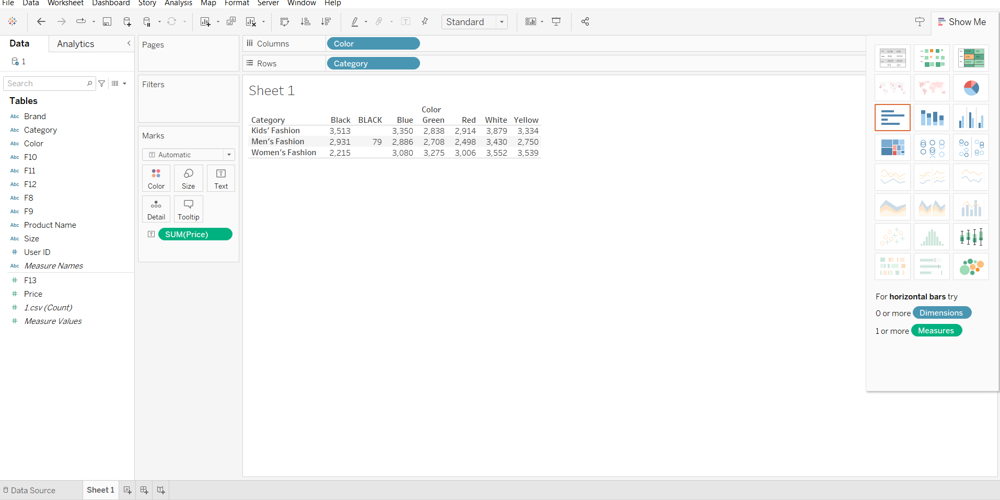 File Data Worksheet Dashboard Story Analysis Map Format Server Window Help
Standard
Show Me
Data Analytics
1
Search
Tables
Abc Brand
Abc Category
Abc Color
Abc F10
Abc F11
Abc F12
Abc F8
Abc F9
Abc Product Name
Abc Size
# User ID
Abc Measure Names
# F13
# Price
# 1.csv (Count)
# Measure Values
Pages
Filters
Marks
T Automatic
Color Size Text
Detail Tooltip
T SUM(Price)
Columns Color
Rows Category
Sheet 1
Color
Category Black BLACK Blue Green Red White Yellow
Kids’ Fashion 3,513 3,350 2,838 2,914 3,879 3,334
Men’s Fashion 2,931 79 2,886 2,708 2,498 3,430 2,750
Women’s Fashion 2,215 3,080 3,275 3,006 3,552 3,539
For horizontal bars try
0 or more Dimensions
1 or more Measures
Data Source Sheet 1